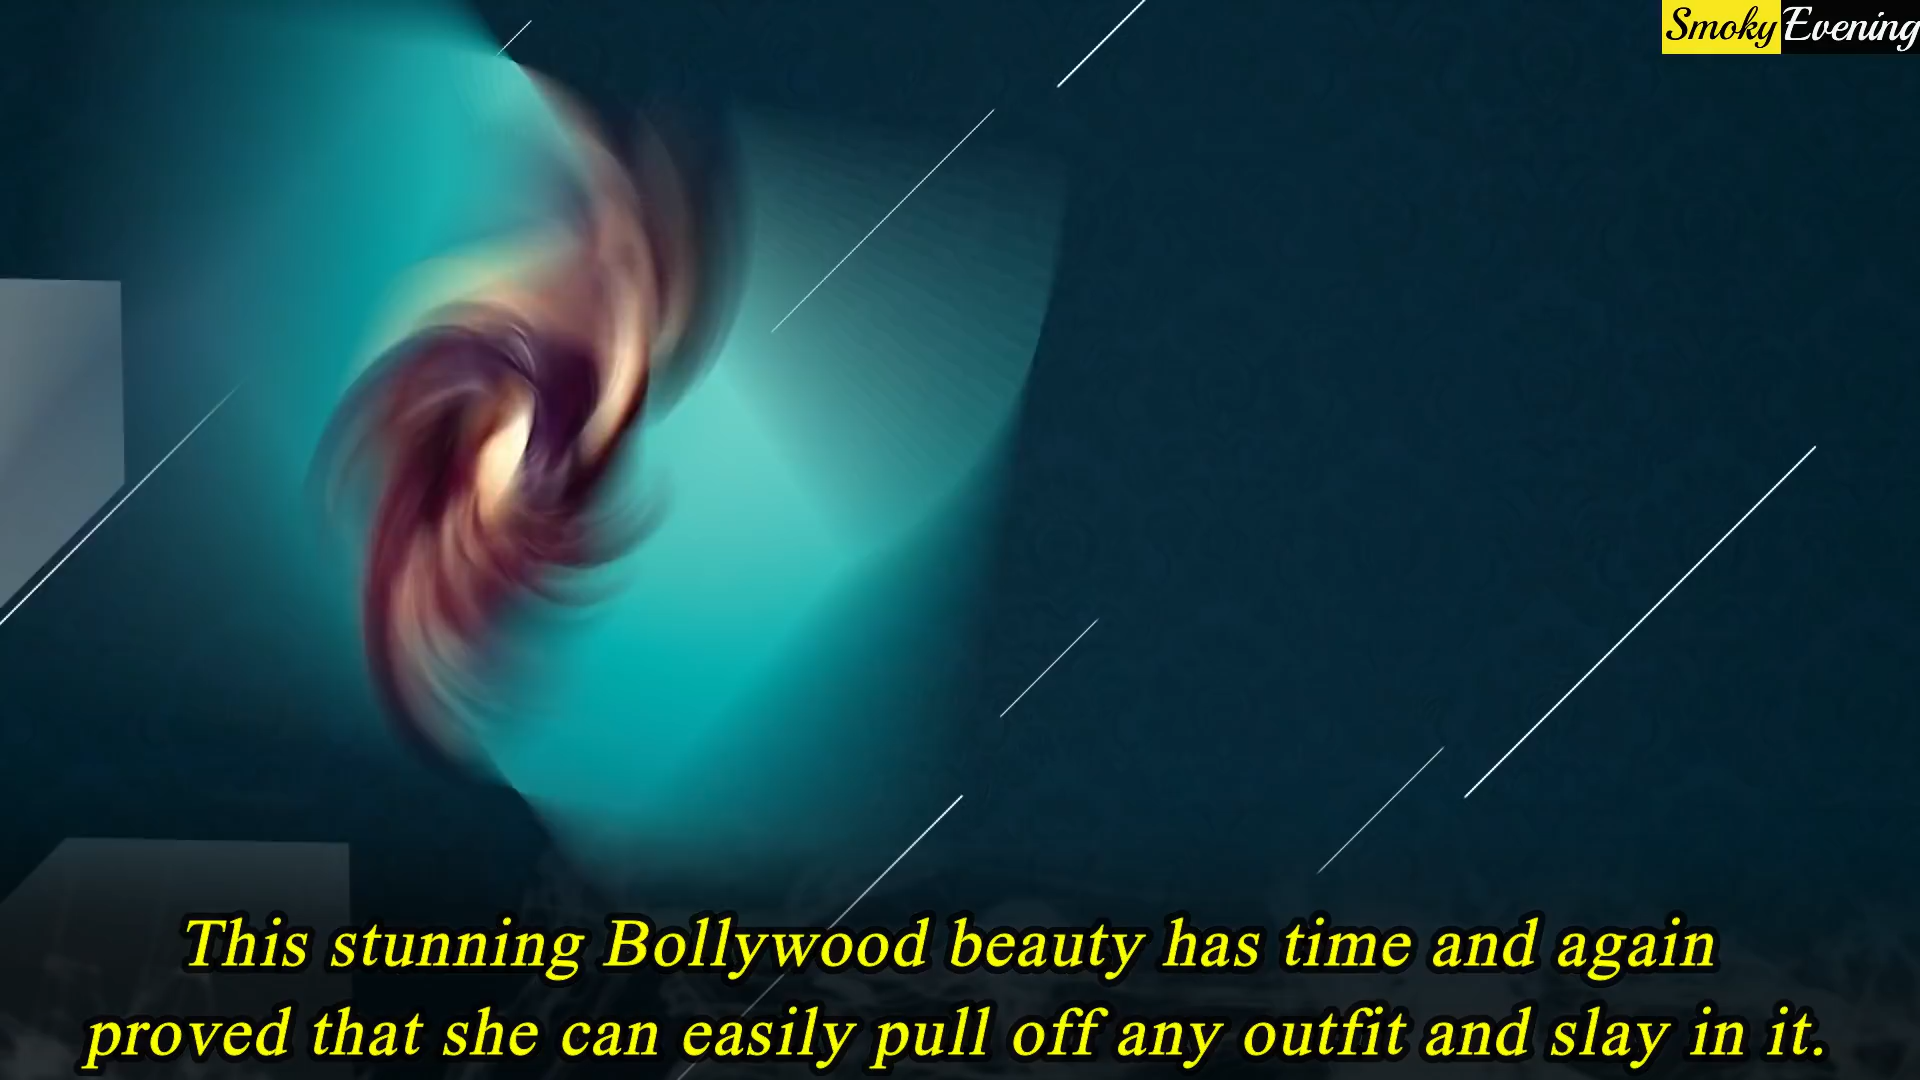 Smoky Evening
This stunning Bollywood beauty has time and again
proved that she can easily pull off any outfit and slay in it.